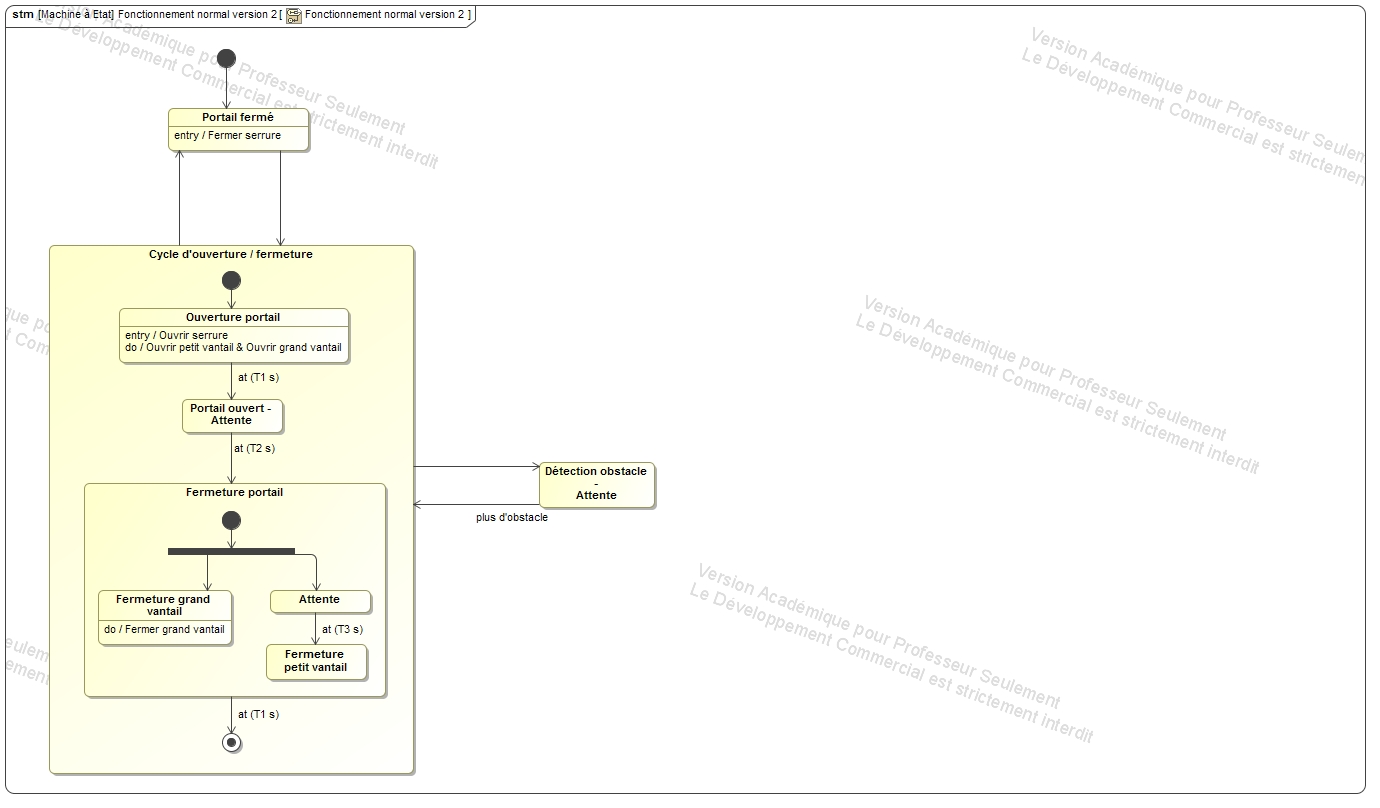 stm [Machine à Etat] Fonctionnement normal version 2 [ Fonctionnement normal version 2 ]
Version Académique pour Professeur Seulement
Le Développement Commercial est strictement interdit
Académique pour Professeur Seulement
Développement Commercial est strictement interdit
Portail fermé
entry / Fermer serrure
Cycle d'ouverture / fermeture
Ouverture portail
entry / Ouvrir serrure
do / Ouvrir petit vantail & Ouvrir grand vantail
at (T1 s)
Portail ouvert -
Attente
at (T2 s)
Version Académique pour Professeur Seulement
Le Développement Commercial est strictement interdit
Détection obstacle
-
Attente
plus d'obstacle
Fermeture portail
Fermeture grand
vantail
do / Fermer grand vantail
Attente
at (T3 s)
Fermeture
petit vantail
at (T1 s)
Version Académique pour Professeur Seulement
Le Développement Commercial est strictement interdit